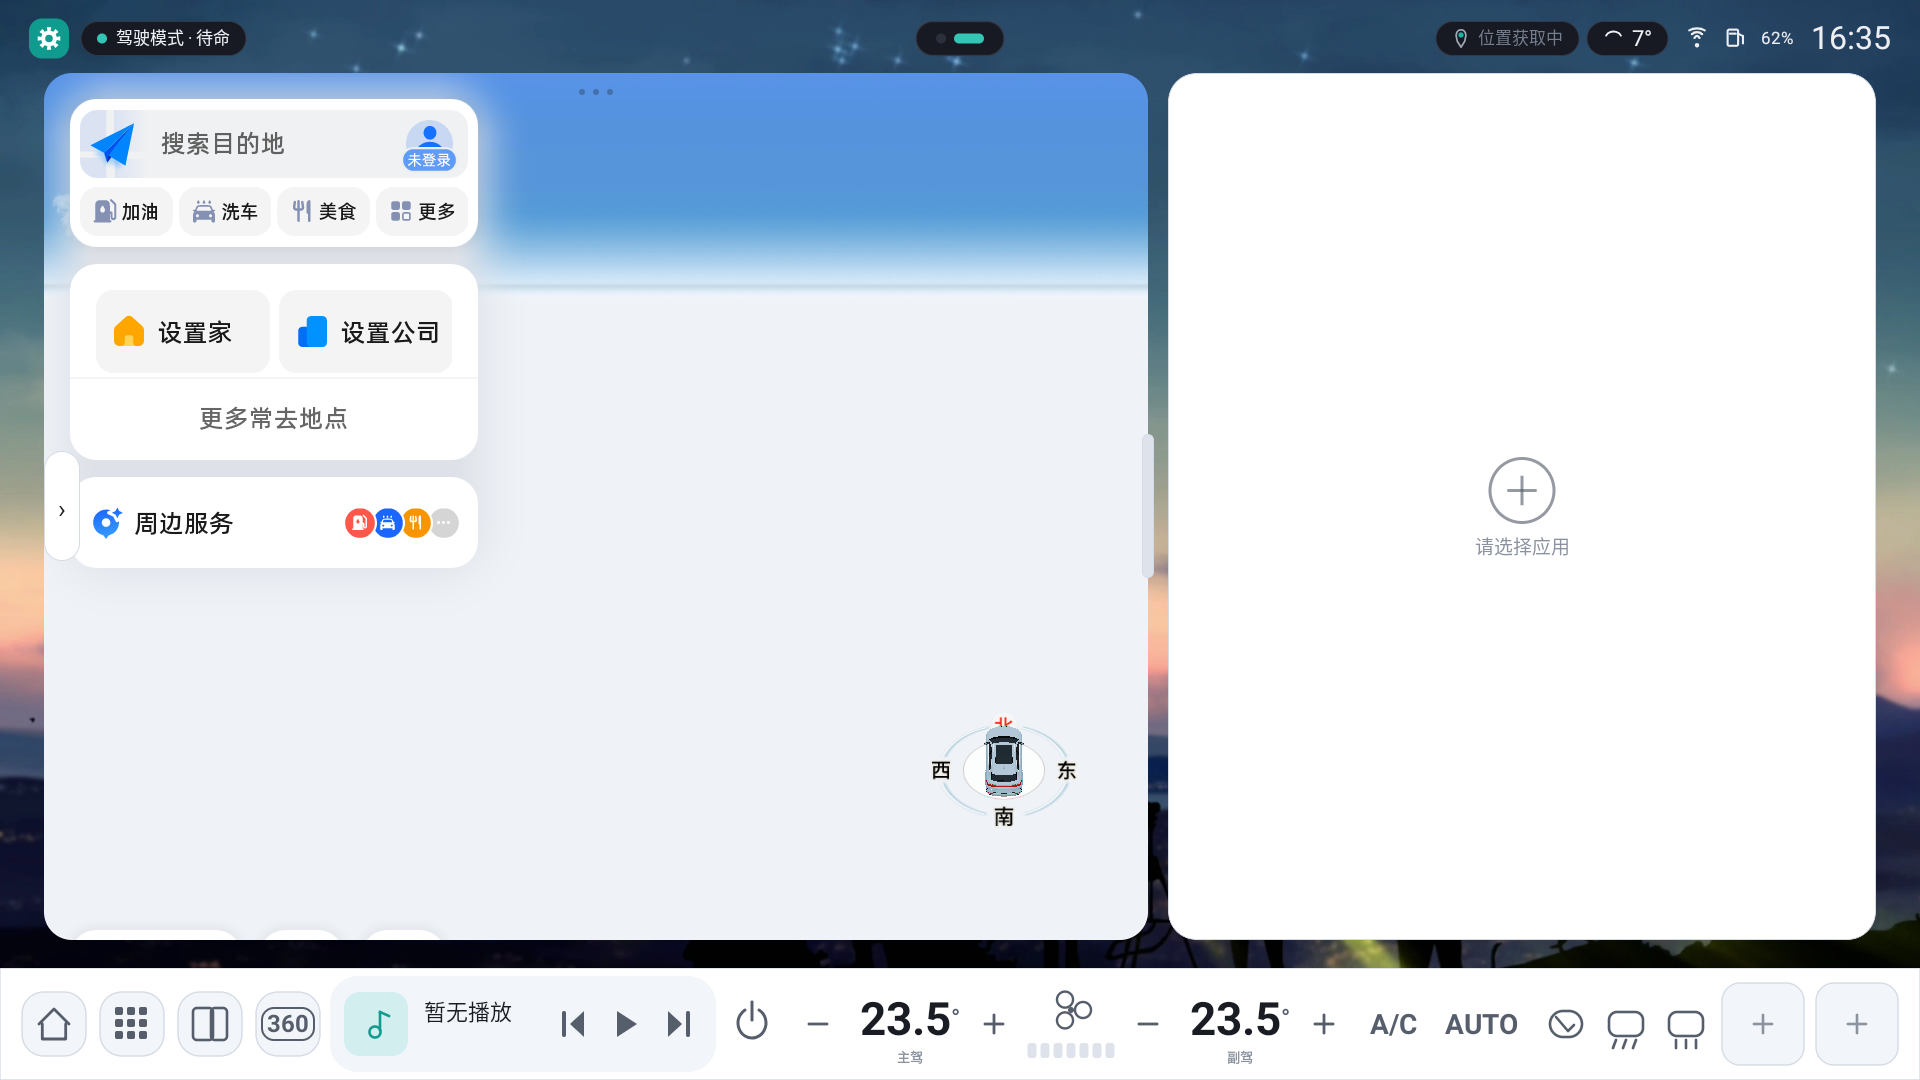 驾驶模式 · 待命
位置获取中
7°
62%
16:35
搜索目的地
未登录
加油
洗车
美食
更多
设置家
设置公司
更多常去地点
周边服务
请选择应用
北
西
东
南
360
暂无播放
23.5°
主驾
23.5°
副驾
A/C
AUTO